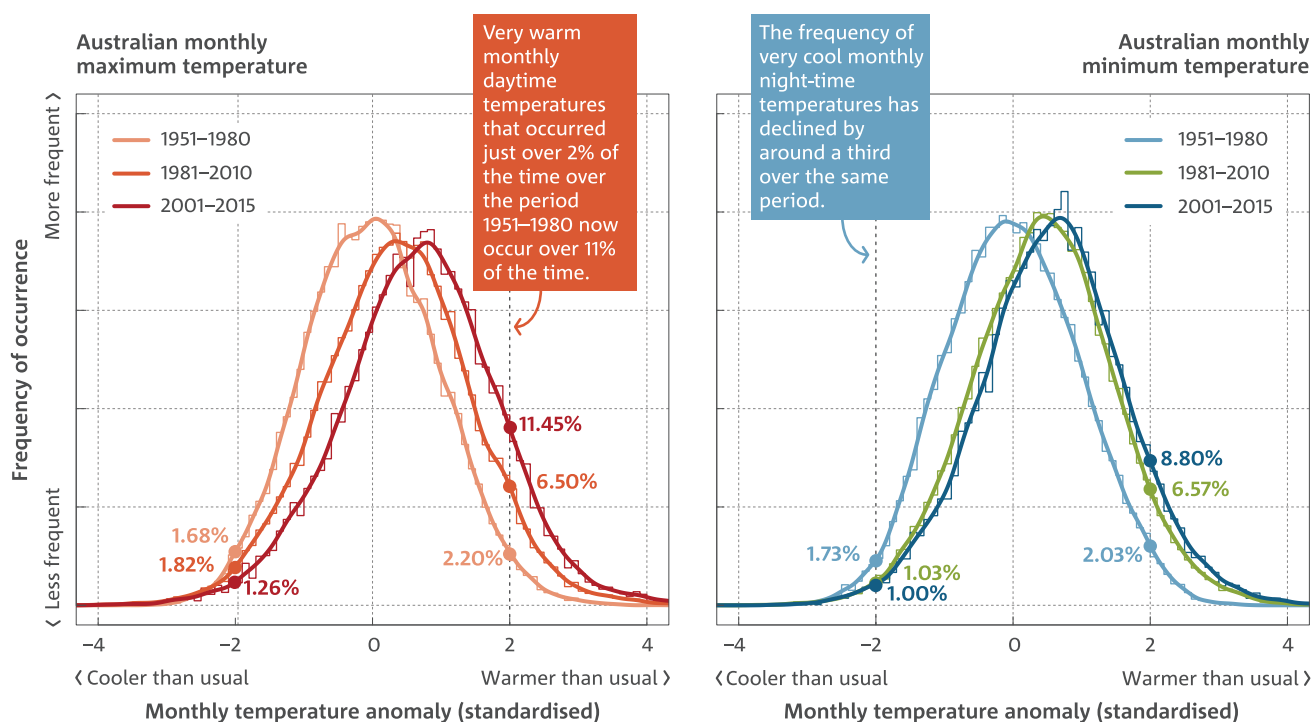 Australian monthly
maximum temperature
Very warm
monthly
daytime
temperatures
that occurred
just over 2% of
the time over
the period
1951–1980 now
occur over 11%
of the time.
1951–1980
1981–2010
2001–2015
More frequent >
Frequency of occurrence
< Less frequent
1.68%
1.82%
1.26%
11.45%
6.50%
2.20%
−4
−2
0
2
4
< Cooler than usual
Warmer than usual >
Monthly temperature anomaly (standardised)
The frequency of
very cool monthly
night-time
temperatures has
declined by
around a third
over the same
period.
Australian monthly
minimum temperature
1951–1980
1981–2010
2001–2015
1.73%
1.03%
1.00%
8.80%
6.57%
2.03%
−4
−2
0
2
4
< Cooler than usual
Warmer than usual >
Monthly temperature anomaly (standardised)